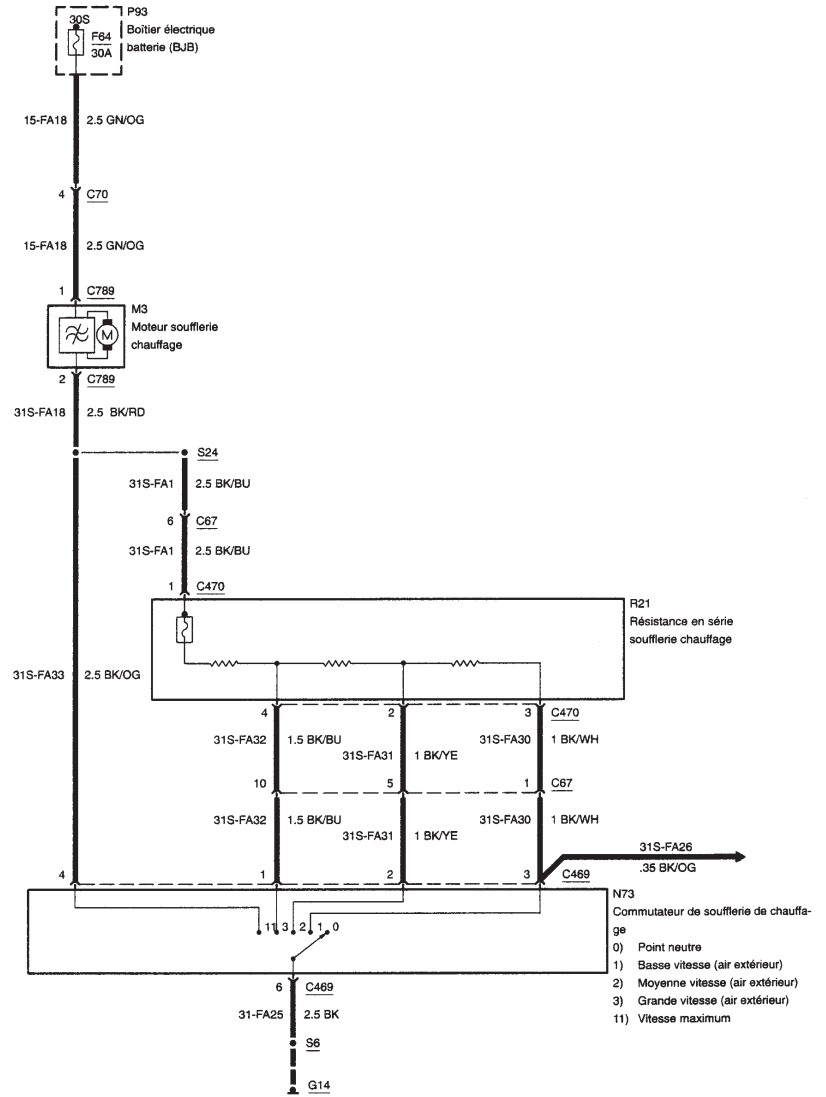 P93
30S
Boîtier électrique
F64
batterie (BJB)
30A
15-FA18 2.5 GN/OG
4 C70
15-FA18 2.5 GN/OG
1 C789
M3
Moteur soufflerie
M
chauffage
2 C789
31S-FA18 2.5 BK/RD
S24
31S-FA1 2.5 BK/BU
6 C67
31S-FA1 2.5 BK/BU
1 C470
R21
Résistance en série
soufflerie chauffage
31S-FA33 2.5 BK/OG
4 2 3 C470
31S-FA32 1.5 BK/BU 31S-FA30 1 BK/WH
31S-FA31 1 BK/YE
10 5 1 C67
31S-FA32 1.5 BK/BU 31S-FA30 1 BK/WH
31S-FA31 1 BK/YE
31S-FA26
.35 BK/OG
4 1 2 3 C469
N73
Commutateur de soufflerie de chauffa-
ge
11 3 2 1 0
0) Point neutre
1) Basse vitesse (air extérieur)
2) Moyenne vitesse (air extérieur)
3) Grande vitesse (air extérieur)
11) Vitesse maximum
6 C469
31-FA25 2.5 BK
S6
G14